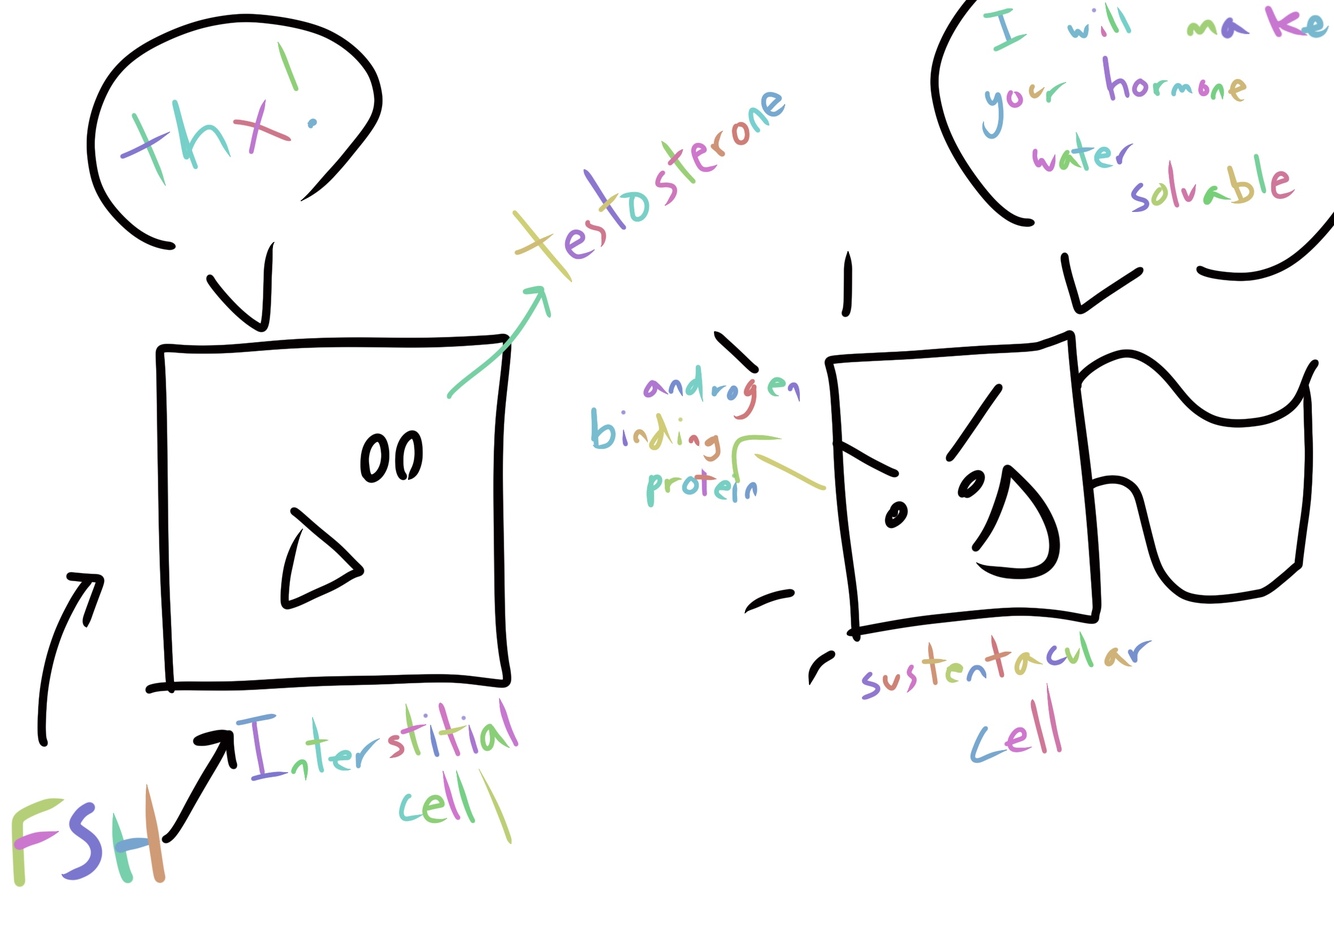 thx!
I will make
your hormone
water
solvable
testosterone
androgen
binding
protein
sustentacular
cell
Interstitial
cell
FSH